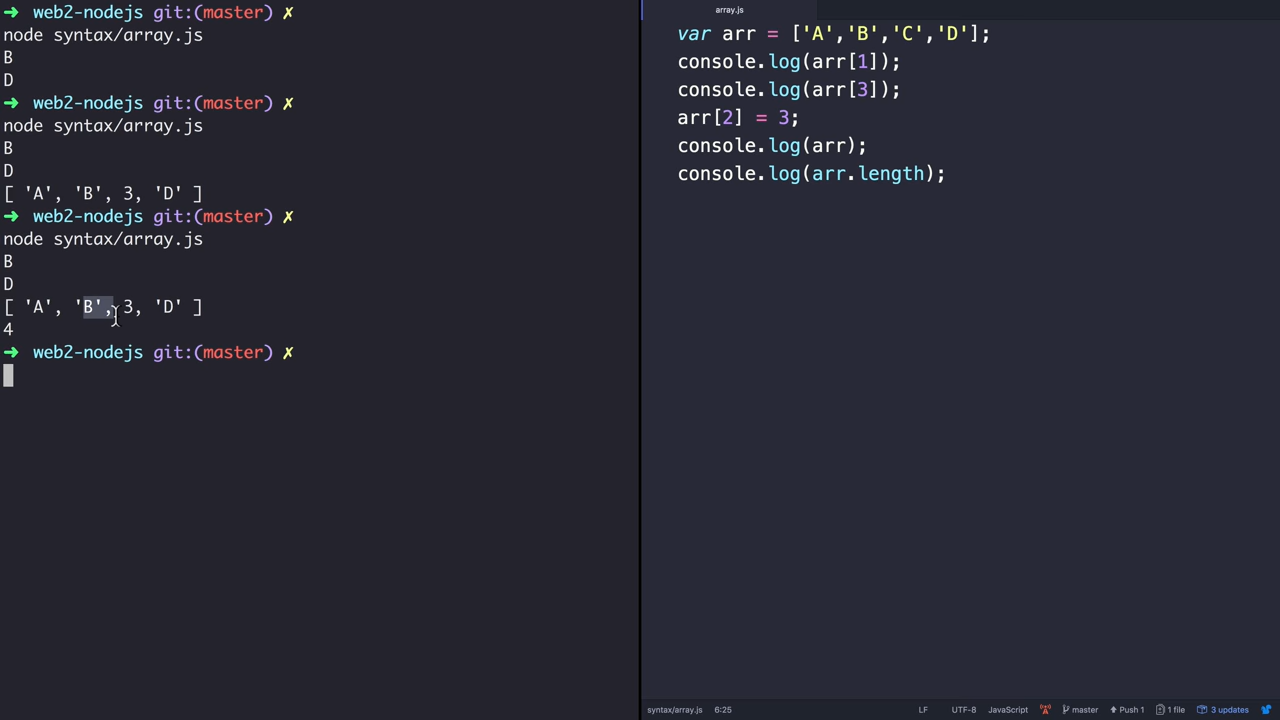 ➜ web2-nodejs git:(master) ✗
node syntax/array.js
B
D
➜ web2-nodejs git:(master) ✗
node syntax/array.js
B
D
[ 'A', 'B', 3, 'D' ]
➜ web2-nodejs git:(master) ✗
node syntax/array.js
B
D
[ 'A', 'B', 3, 'D' ]
4
➜ web2-nodejs git:(master) ✗
array.js
var arr = ['A','B','C','D'];
console.log(arr[1]);
console.log(arr[3]);
arr[2] = 3;
console.log(arr);
console.log(arr.length);
syntax/array.js 6:25 LF UTF-8 JavaScript master Push 1 1 file 3 updates